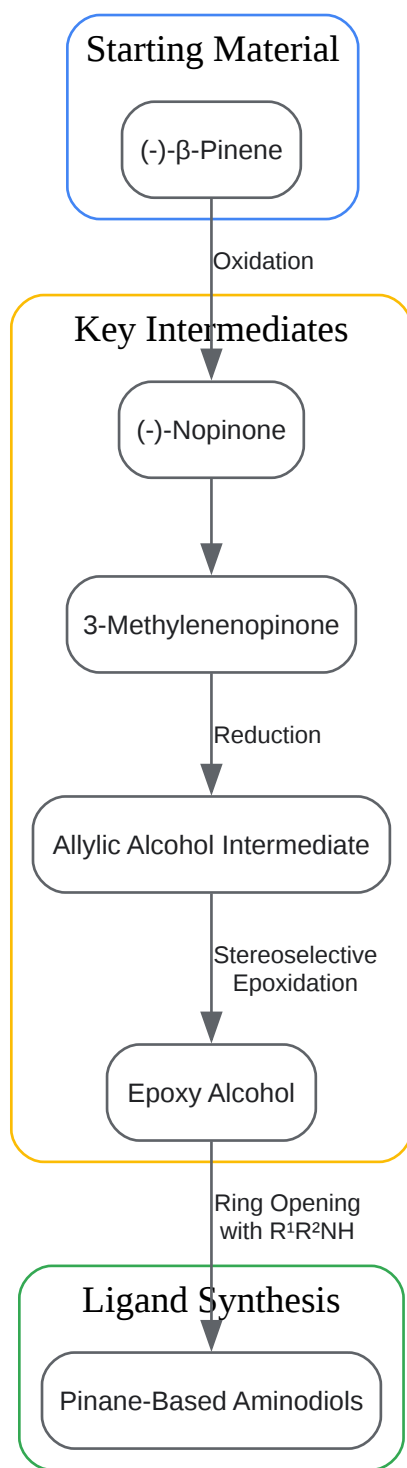 Starting Material
(-)-β-Pinene
Oxidation
Key Intermediates
(-)-Nopinone
3-Methylenenopinone
Reduction
Allylic Alcohol Intermediate
Stereoselective
Epoxidation
Epoxy Alcohol
Ring Opening
with R¹R²NH
Ligand Synthesis
Pinane-Based Aminodiols